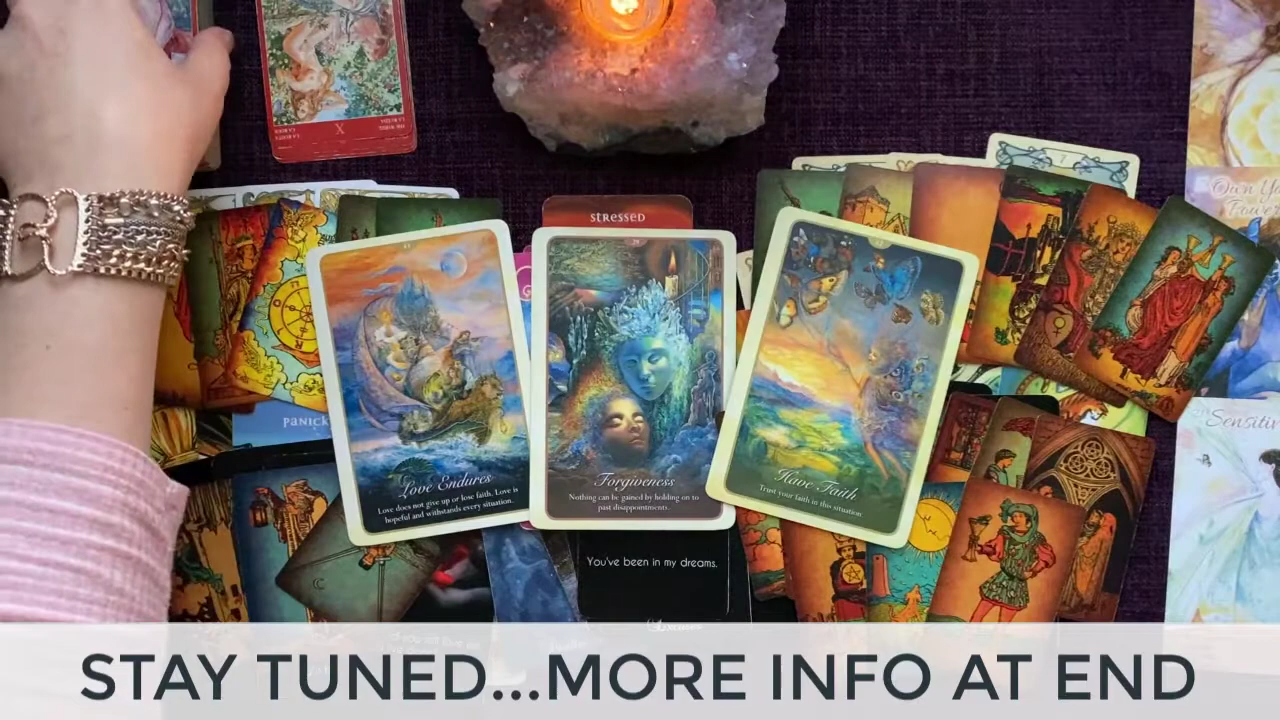 STRESSED
Own
PANICK
Sensitiv
Love Endures
Love does not give up or lose faith. Love is
hopeful and withstands every situation.
Forgiveness
Nothing can be gained by holding on to
past disappointments.
Have Faith
Trust your faith in this situation
You've been in my dreams.
STAY TUNED...MORE INFO AT END